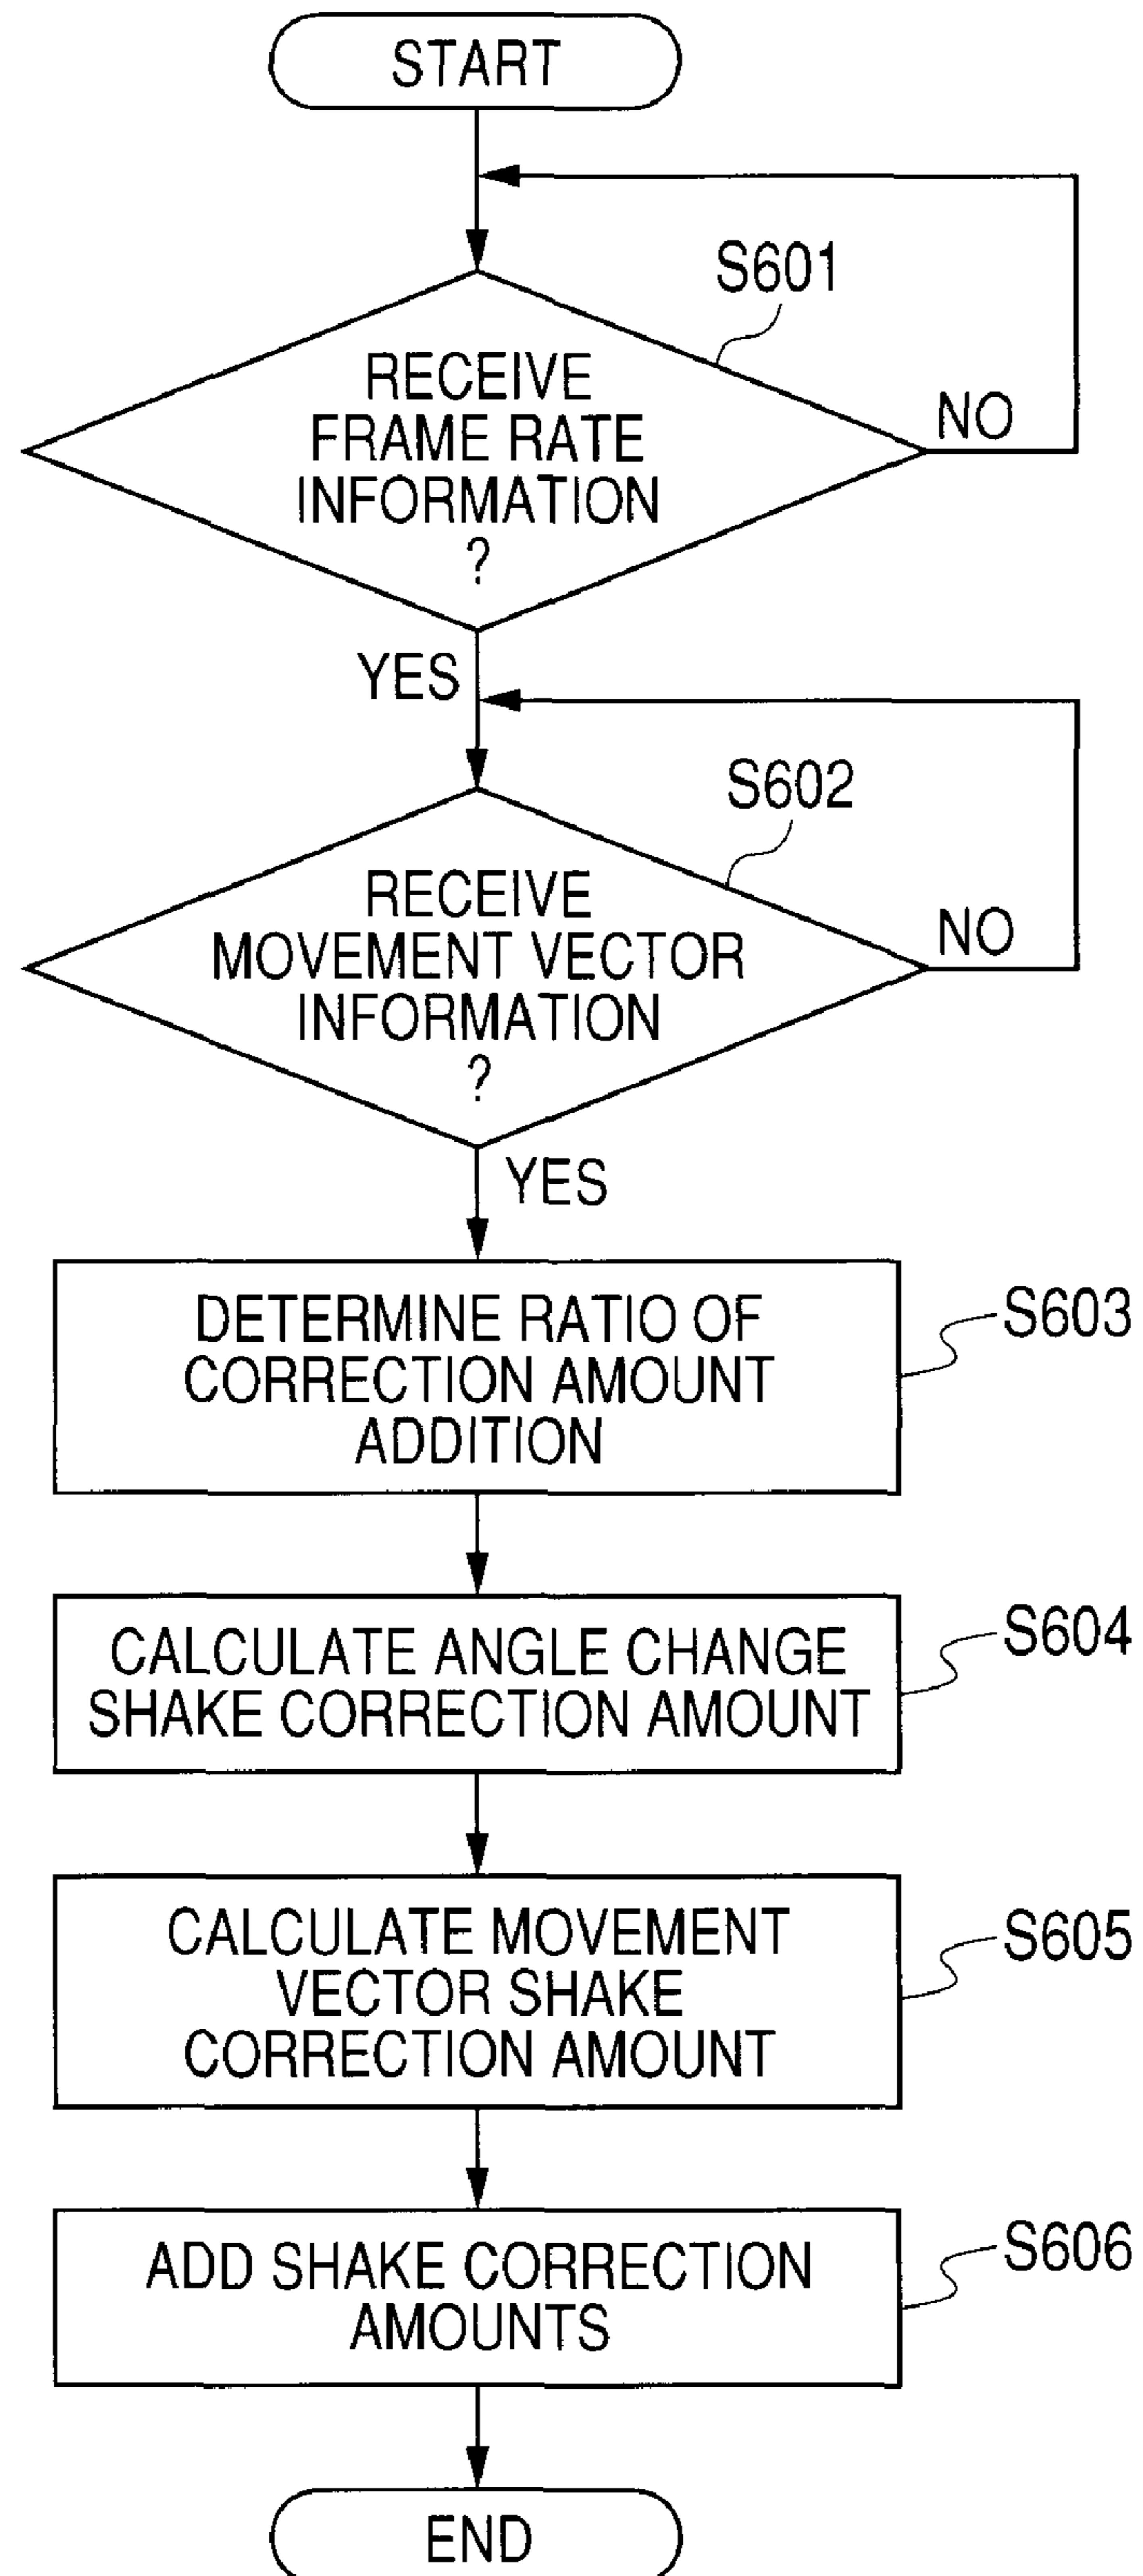 START
S601
RECEIVE
FRAME RATE
INFORMATION
?
NO
YES
S602
RECEIVE
MOVEMENT VECTOR
INFORMATION
?
NO
YES
DETERMINE RATIO OF
CORRECTION AMOUNT
ADDITION
S603
CALCULATE ANGLE CHANGE
SHAKE CORRECTION AMOUNT
S604
CALCULATE MOVEMENT
VECTOR SHAKE
CORRECTION AMOUNT
S605
ADD SHAKE CORRECTION
AMOUNTS
S606
END